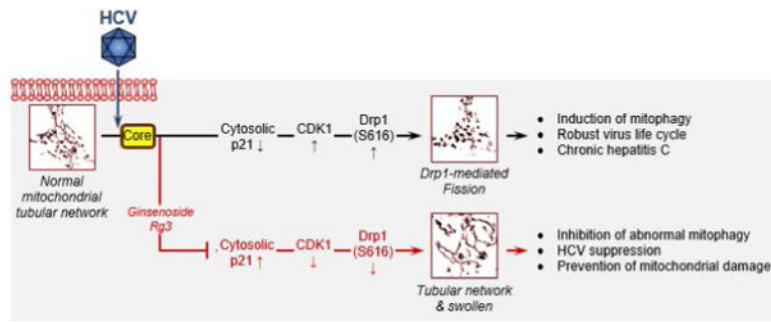 HCV
Core
Normal
mitochondrial
tubular network
Cytosolic
p21 ↓
CDK1
↑
Drp1
(S616)
↑
Drp1-mediated
Fission
• Induction of mitophagy
• Robust virus life cycle
• Chronic hepatitis C
Ginsenoside
Rg3
Cytosolic
p21 ↑
CDK1
↓
Drp1
(S616)
↓
Tubular network
& swollen
• Inhibition of abnormal mitophagy
• HCV suppression
• Prevention of mitochondrial damage